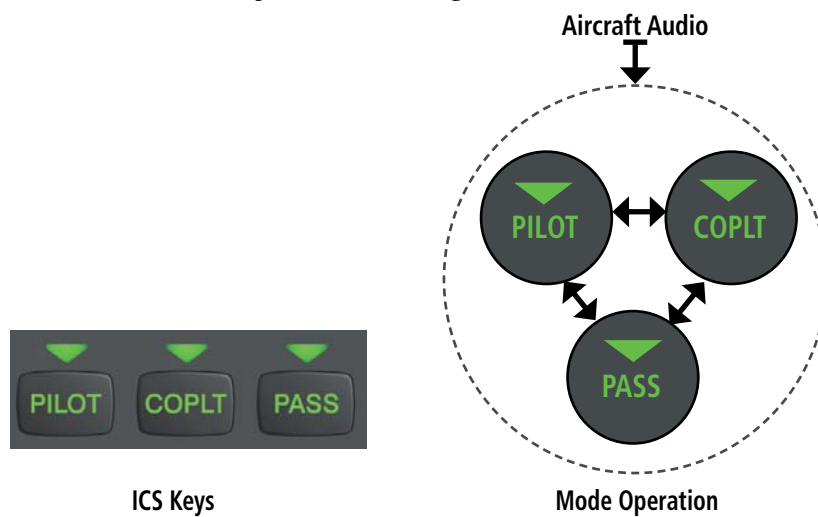 Aircraft Audio
PILOT
COPLT
PASS
PILOT COPLT PASS
ICS Keys
Mode Operation